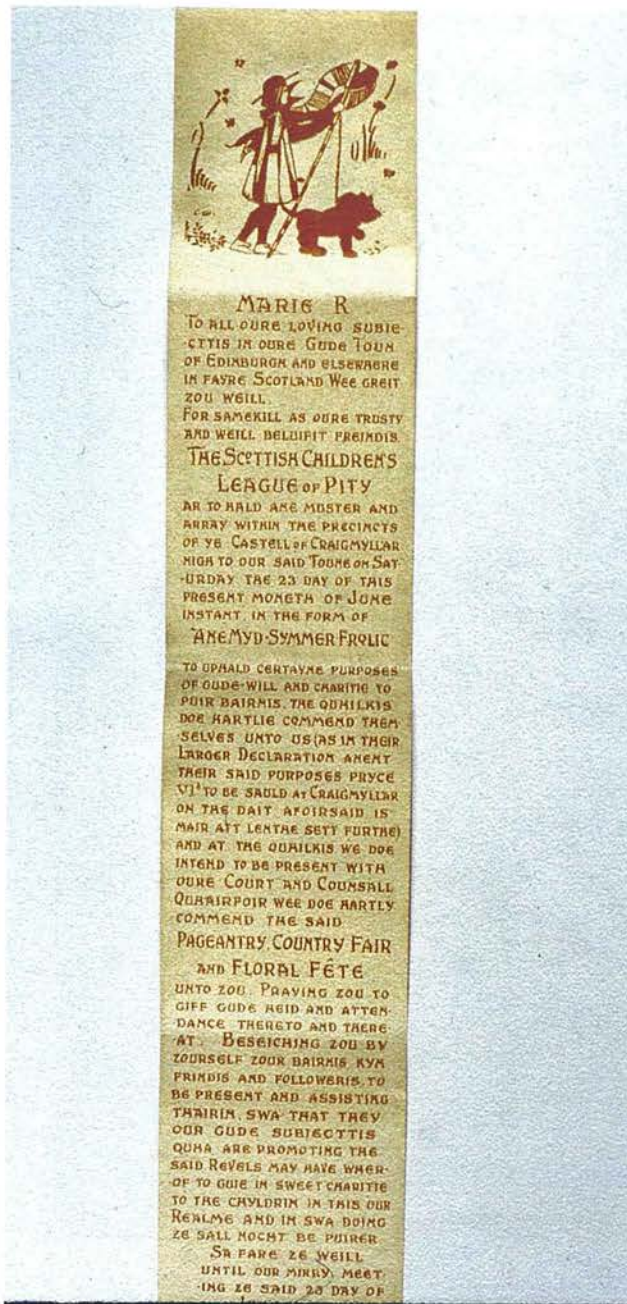 MARIE R
TO ALL OURE LOVING SUBIE-
-CTTIS IN OURE GUDE TOUN
OF EDINBURGH AND ELSEWHERE
IN FAYRE SCOTLAND WEE GREIT
ZOU WEILL.
FOR SAMEKILL AS OURE TRUSTY
AND WEILL BELUIFIT FREINDIS
THE SCOTTISH CHILDREN'S
LEAGUE OF PITY
AR TO HALD ANE MUSTER AND
ARRAY WITHIN THE PRECINCTS
OF YE CASTELL OF CRAIGMYLLAR
NIGH TO OUR SAID TOUNE ON SAT-
-URDAY THE 23 DAY OF THIS
PRESENT MONETH OF JUNE
INSTANT, IN THE FORM OF
ANE MYD-SYMMER FROLIC
TO UPHALD CERTAYNE PURPOSES
OF GUDE-WILL AND CHARITIE TO
PUIR BAIRNIS, THE QUHILKIS
DOE HARTLIE COMMEND THEM
SELVES UNTO US (AS IN THEIR
LARGER DECLARATION ANENT
THEIR SAID PURPOSES PRYCE
VID TO BE SAULD AT CRAIGMYLLAR
ON THE DAIT AFOIRSAID IS
MAIR ATT LENTHE SETT FURTHE)
AND AT THE QUHILKIS WE DOE
INTEND TO BE PRESENT WITH
OURE COURT AND COUNSALL
QUHAIRFOIR WEE DOE HARTLY
COMMEND THE SAID
PAGEANTRY, COUNTRY FAIR
AND FLORAL FÊTE
UNTO ZOU. PRAYING ZOU TO
GIFF GUDE HEID AND ATTEN-
DANCE THERETO AND THERE
AT. BESEICHING ZOU BY
ZOURSELF ZOUR BAIRNIS KYN
FRINDIS AND FOLLOWERIS, TO
BE PRESENT AND ASSISTING
THAIRIN, SWA THAT THEY
OUR GUDE SUBIECTTIS
QUHA ARE PROMOTING THE
SAID REVELS MAY HAVE WHER-
OF TO GUIE IN SWEET CHARITIE
TO THE CHYLDRIN IN THIS OUR
REALME AND IN SWA DOING
ZE SALL NOCHT BE PUIRER
SA FARE ZE WEILL
UNTIL OUR MIRRY MEET-
-ING ZE SAID 23 DAY OF